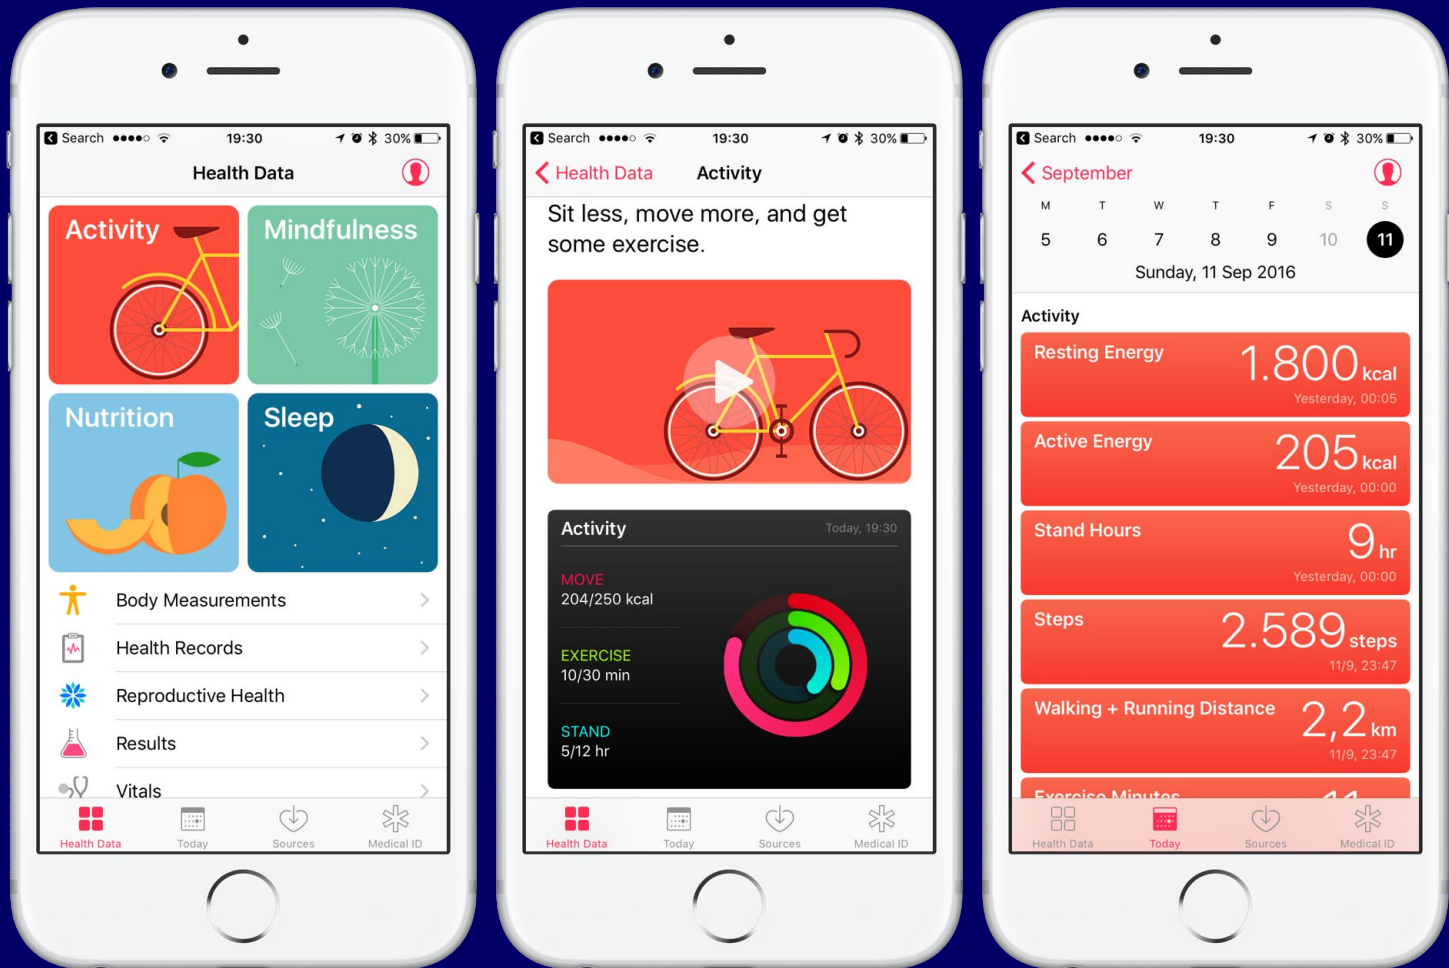 Search
19:30
30%
Health Data
Activity
Mindfulness
Nutrition
Sleep
Body Measurements
Health Records
Reproductive Health
Results
Vitals
Health Data
Today
Sources
Medical ID
Search
19:30
30%
Health Data
Activity
Sit less, move more, and get
some exercise.
Activity
Today, 19:30
MOVE
204/250 kcal
EXERCISE
10/30 min
STAND
5/12 hr
Health Data
Today
Sources
Medical ID
Search
19:30
30%
September
M T W T F S S
5 6 7 8 9 10 11
Sunday, 11 Sep 2016
Activity
Resting Energy
1.800 kcal
Yesterday, 00:05
Active Energy
205 kcal
Yesterday, 00:00
Stand Hours
9 hr
Yesterday, 00:00
Steps
2.589 steps
11/9, 23:47
Walking + Running Distance
2,2 km
11/9, 23:47
Exercise Minutes
Health Data
Today
Sources
Medical ID